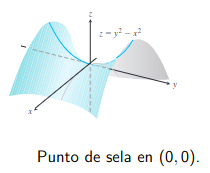 z
z = y² − x²
x
y
Punto de sela en (0, 0).